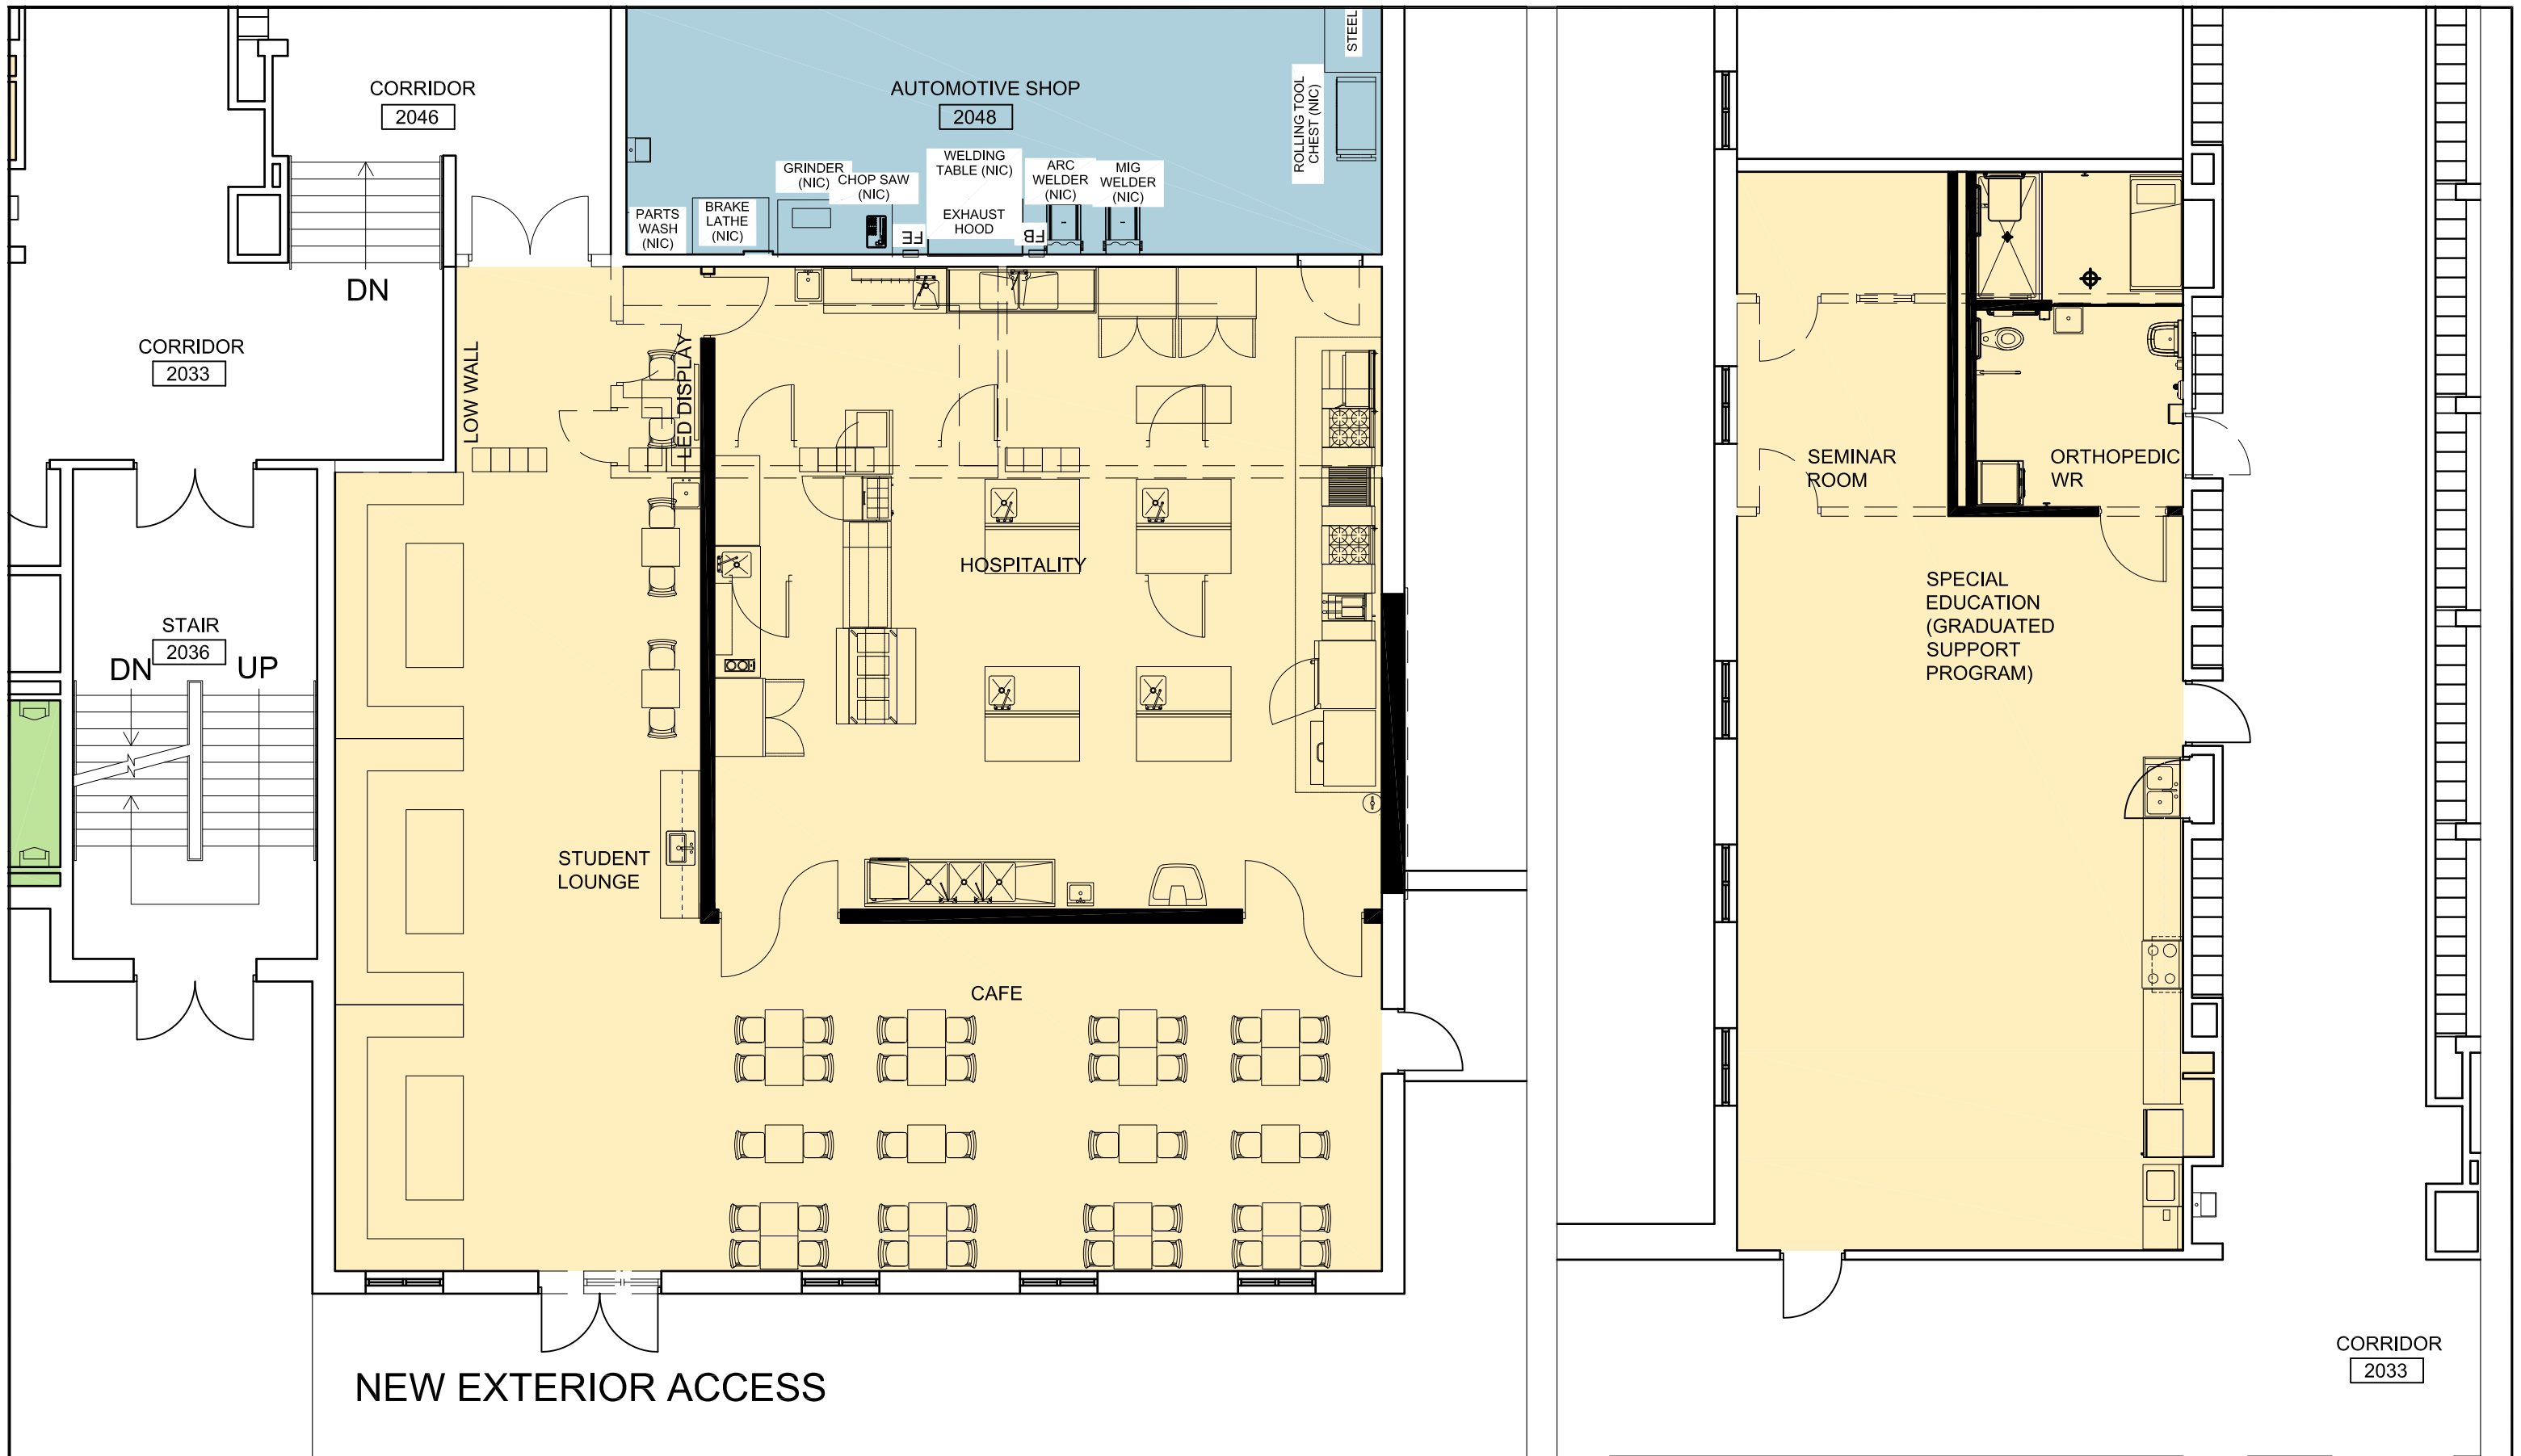 STEEL
CORRIDOR
2046
AUTOMOTIVE SHOP
2048
ROLLING TOOL
CHEST (NIC)
GRINDER
(NIC)
CHOP SAW
(NIC)
WELDING
TABLE (NIC)
ARC
WELDER
(NIC)
MIG
WELDER
(NIC)
PARTS
WASH
(NIC)
BRAKE
LATHE
(NIC)
EXHAUST
HOOD
FE
FB
DN
CORRIDOR
2033
LOW WALL
LED DISPLAY
SEMINAR
ROOM
ORTHOPEDIC
WR
HOSPITALITY
SPECIAL
EDUCATION
(GRADUATED
SUPPORT
PROGRAM)
STAIR
2036
DN
UP
STUDENT
LOUNGE
CAFE
NEW EXTERIOR ACCESS
CORRIDOR
2033